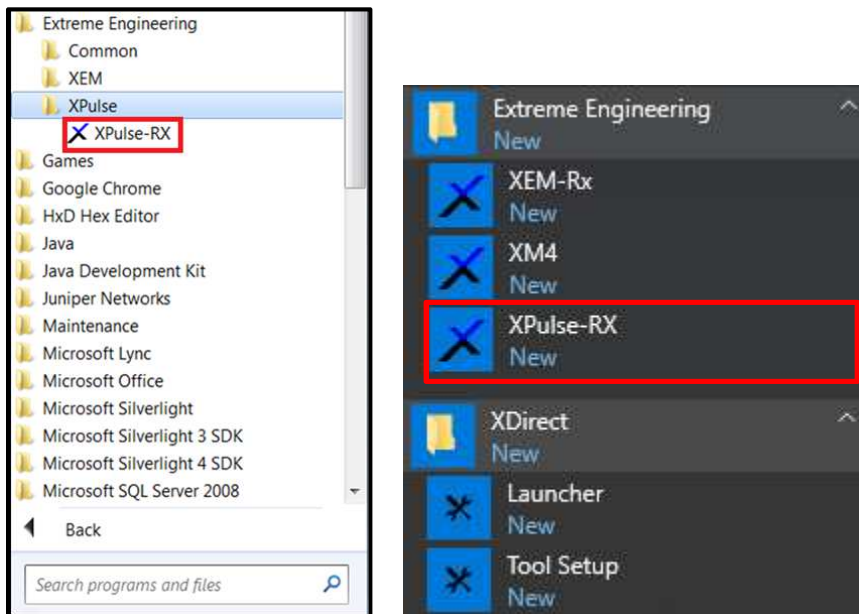 Extreme Engineering
Common
XEM
XPulse
XPulse-RX
Games
Google Chrome
HxD Hex Editor
Java
Java Development Kit
Juniper Networks
Maintenance
Microsoft Lync
Microsoft Office
Microsoft Silverlight
Microsoft Silverlight 3 SDK
Microsoft Silverlight 4 SDK
Microsoft SQL Server 2008
Back
Search programs and files
Extreme Engineering
New
XEM-Rx
New
XM4
New
XPulse-RX
New
XDirect
New
Launcher
New
Tool Setup
New